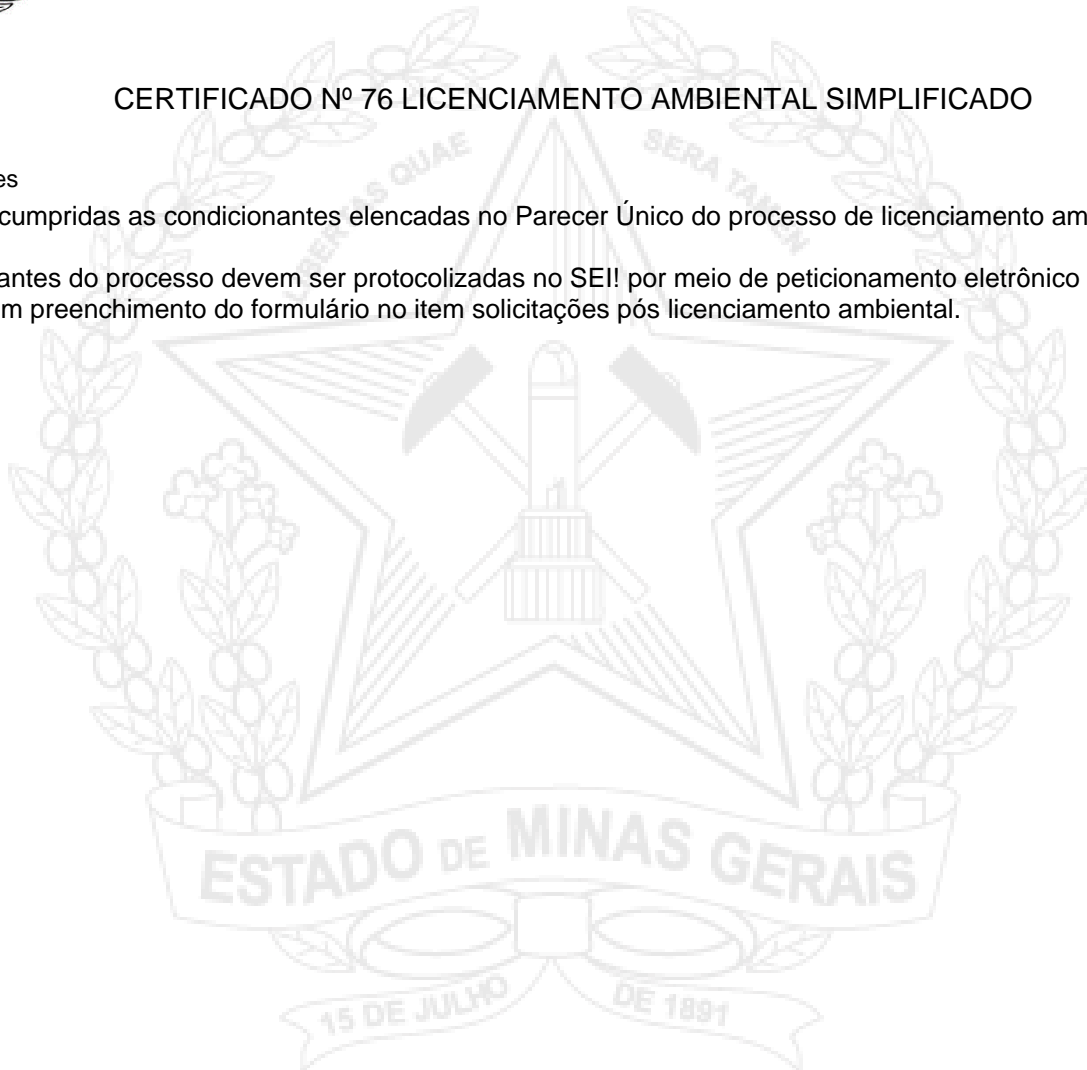 CERTIFICADO Nº 76 LICENCIAMENTO AMBIENTAL SIMPLIFICADO
es
cumpridas as condicionantes elencadas no Parecer Único do processo de licenciamento am
antes do processo devem ser protocolizadas no SEI! por meio de peticionamento eletrônico
m preenchimento do formulário no item solicitações pós licenciamento ambiental.
LIBERTAS QUAE SERA TAMEN
ESTADO DE MINAS GERAIS
15 DE JULHO DE 1891